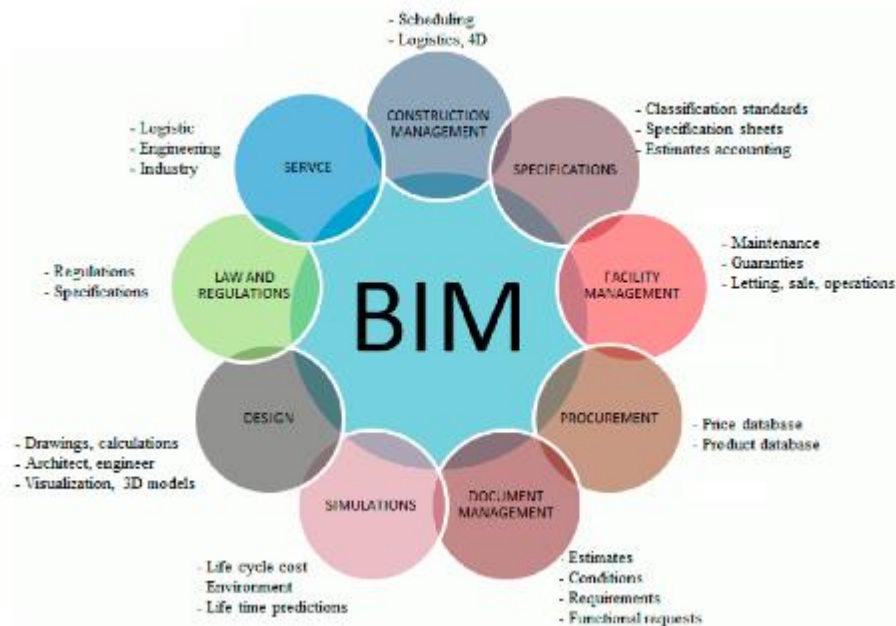 - Scheduling
- Logistics, 4D
CONSTRUCTION
MANAGEMENT
- Classification standards
- Specification sheets
- Estimates accounting
SPECIFICATIONS
- Logistic
- Engineering
- Industry
SERVCE
- Maintenance
- Guaranties
- Letting, sale, operations
FACILITY
MANAGEMENT
- Regulations
- Specifications
LAW AND
REGULATIONS
BIM
DESIGN
- Drawings, calculations
- Architect, engineer
- Visualization, 3D models
PROCUREMENT
- Price database
- Product database
SIMULATIONS
- Life cycle cost
Environment
- Life time predictions
DOCUMENT
MANAGEMENT
- Estimates
- Conditions
- Requirements
- Functional requests